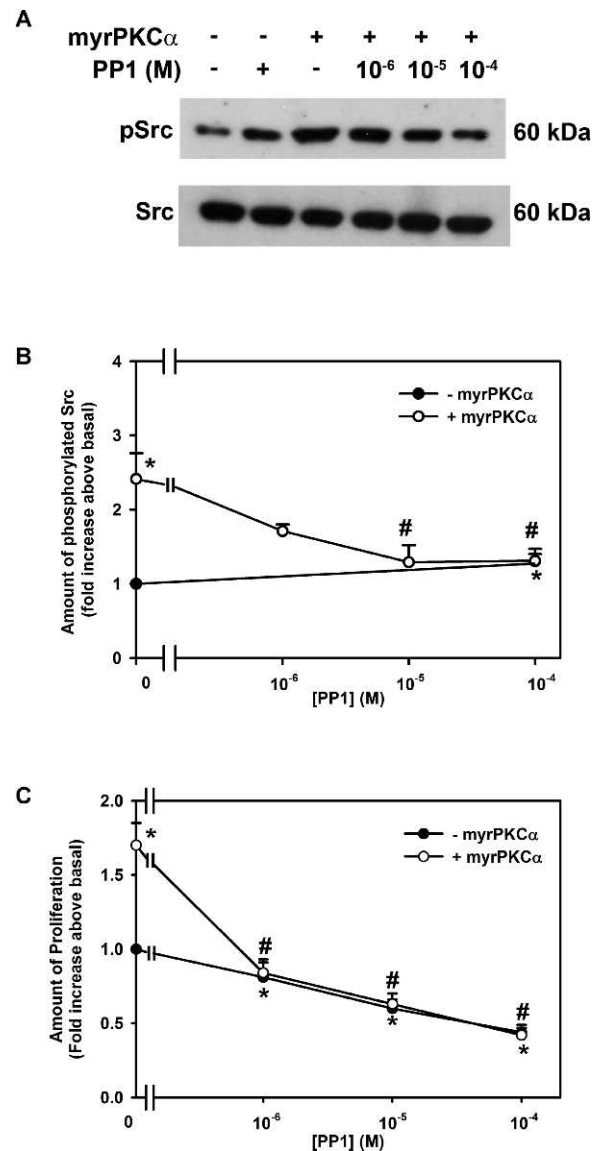 A
myrPKCα - - + + + +
PP1 (M) - + - 10⁻⁶ 10⁻⁵ 10⁻⁴
pSrc 60 kDa
Src 60 kDa
B
Amount of phosphorylated Src
(fold increase above basal)
4
3
2
1
0
- myrPKCα
+ myrPKCα
*
#
#
*
0 10⁻⁶ 10⁻⁵ 10⁻⁴
[PP1] (M)
C
Amount of Proliferation
(Fold increase above basal)
2.0
1.5
1.0
0.5
0.0
- myrPKCα
+ myrPKCα
*
#
*
#
*
#
*
0 10⁻⁶ 10⁻⁵ 10⁻⁴
[PP1] (M)